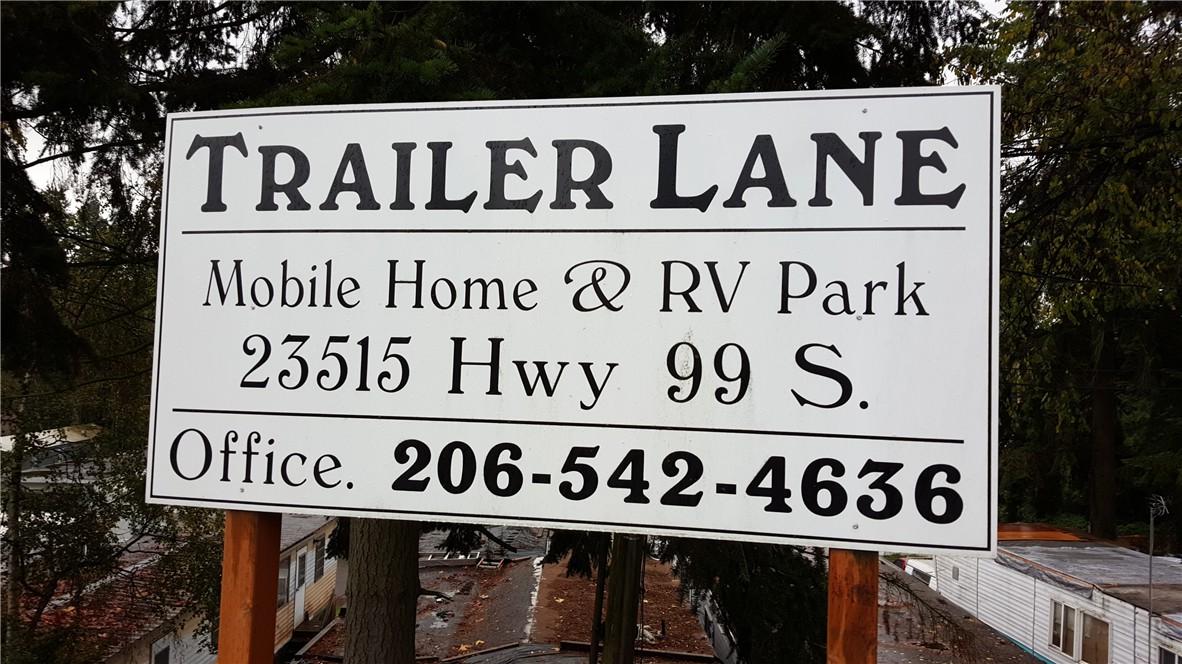 TRAILER LANE
Mobile Home & RV Park
23515 Hwy 99 S.
Office. 206-542-4636